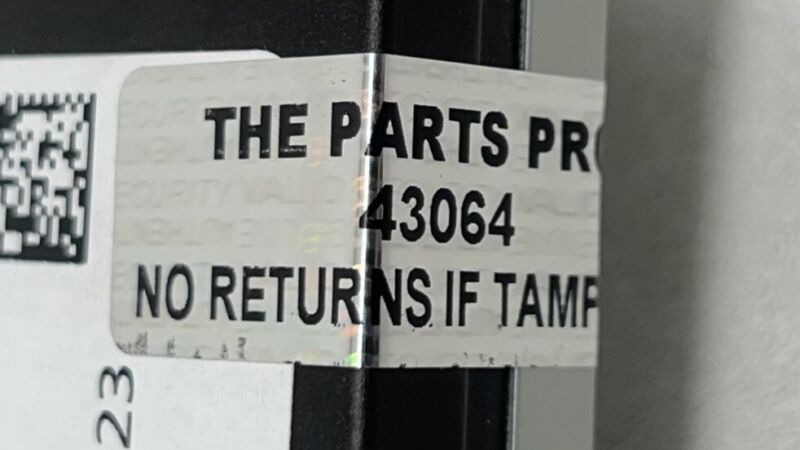 THE PARTS PR
43064
NO RETURNS IF TAMP
23